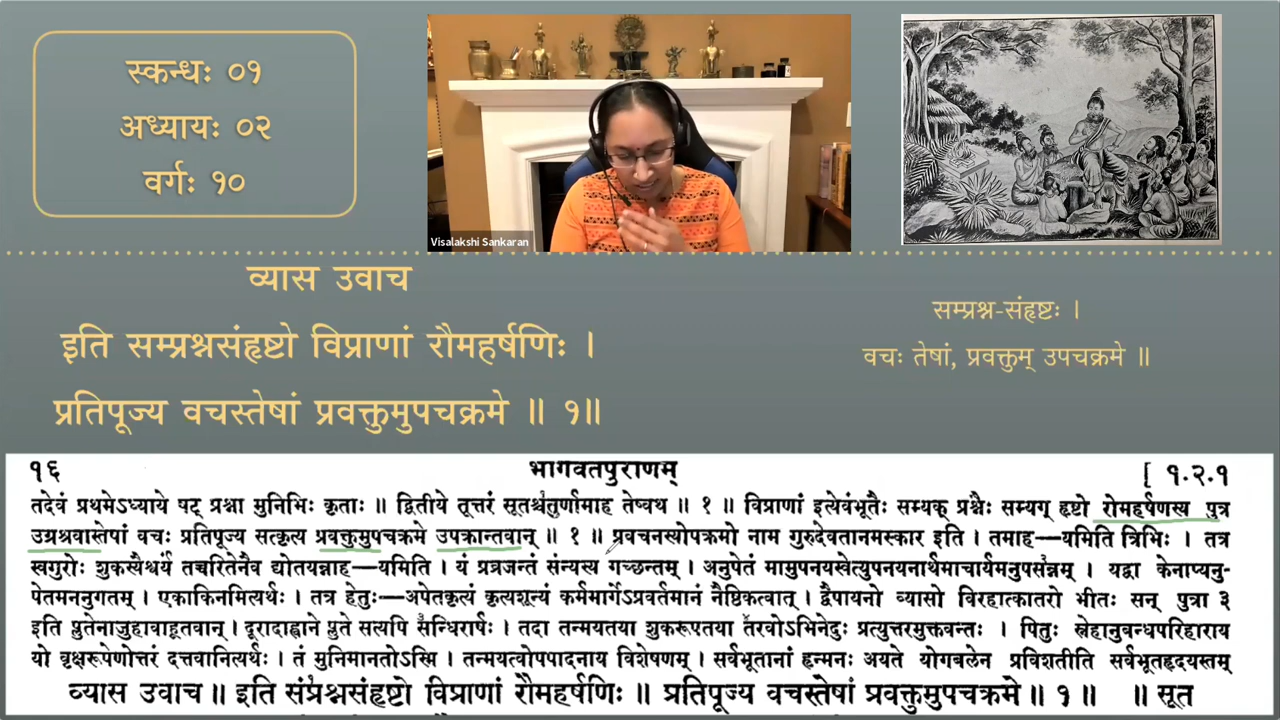 स्कन्धः ०१
अध्यायः ०२
वर्गः १०
Visalakshi Sankaran
व्यास उवाच
इति सम्प्रश्नसंहृष्टो विप्राणां रौमहर्षणिः ।
प्रतिपूज्य वचस्तेषां प्रवक्तुमुपचक्रमे ॥ १॥
सम्प्रश्न-संहृष्टः ।
वचः तेषां, प्रवक्तुम् उपचक्रमे ॥
१६ भागवतपुराणम् [ १.२.१
तदेवं प्रथमेऽध्याये षट् प्रश्ना मुनिभिः कृताः ॥ द्वितीये तूत्तरं सूतश्चतुर्णामाह तेष्वथ ॥ १ ॥ विप्राणां इत्येवंभूतैः सम्यक् प्रश्नैः सम्यग् हृष्टो रोमहर्षणस्य पुत्र
उग्रश्रवास्तेषां वचः प्रतिपूज्य सत्कृत्य प्रवक्तुमुपचक्रमे उपक्रान्तवान् ॥ १ ॥ प्रवचनस्योपक्रमो नाम गुरुदेवतानमस्कार इति । तमाह—यमिति त्रिभिः । तत्र
स्वगुरोः शुकस्यैश्वर्यं तच्चरितेनैव द्योतयन्नाह—यमिति । यं प्रव्रजन्तं संन्यस्य गच्छन्तम् । अनुपेतं मामुपनयस्वेत्युपनयनार्थमाचार्यमनुपसन्नम् । यद्वा केनाप्यनु-
पेतमननुगतम् । एकाकिनमित्यर्थः । तत्र हेतुः—अपेतकृत्यं कृत्यशून्यं कर्ममार्गेऽप्रवर्तमानं नैष्ठिकत्वात् । द्वैपायनो व्यासो विरहात्कातरो भीतः सन् पुत्रा ३
इति प्लुतेनाजुहावाहूतवान् । दूरादाह्वाने प्लुते सत्यपि सन्धिरार्षः । तदा तन्मयतया शुकरूपतया तरवोऽभिनेदुः प्रत्युत्तरमुक्तवन्तः । पितुः स्नेहानुबन्धपरिहाराय
यो वृक्षरूपेणोत्तरं दत्तवानित्यर्थः । तं मुनिमानतोऽस्मि । तन्मयत्वोपपादनाय विशेषणम् । सर्वभूतानां हृन्मनः अयते योगबलेन प्रविशतीति सर्वभूतहृदयस्तम्
व्यास उवाच ॥ इति संप्रश्नसंहृष्टो विप्राणां रौमहर्षणिः ॥ प्रतिपूज्य वचस्तेषां प्रवक्तुमुपचक्रमे ॥ १ ॥ ॥ सूत